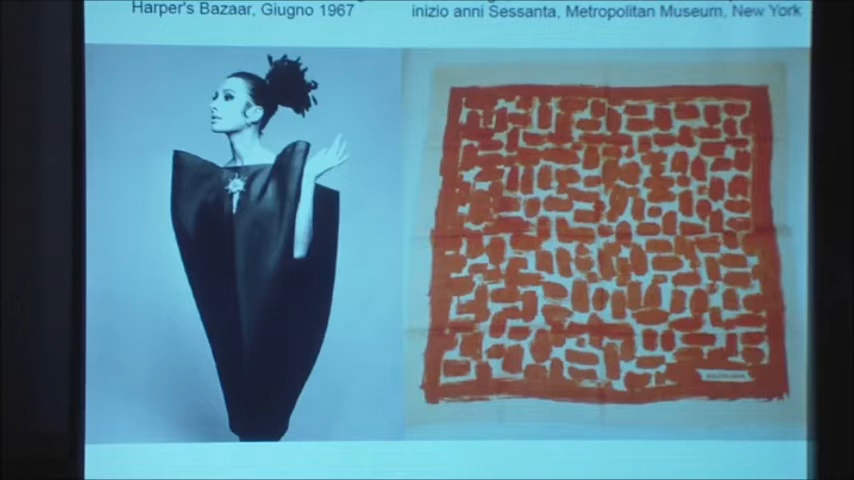 Harper's Bazaar, Giugno 1967
inizio anni Sessanta, Metropolitan Museum, New York